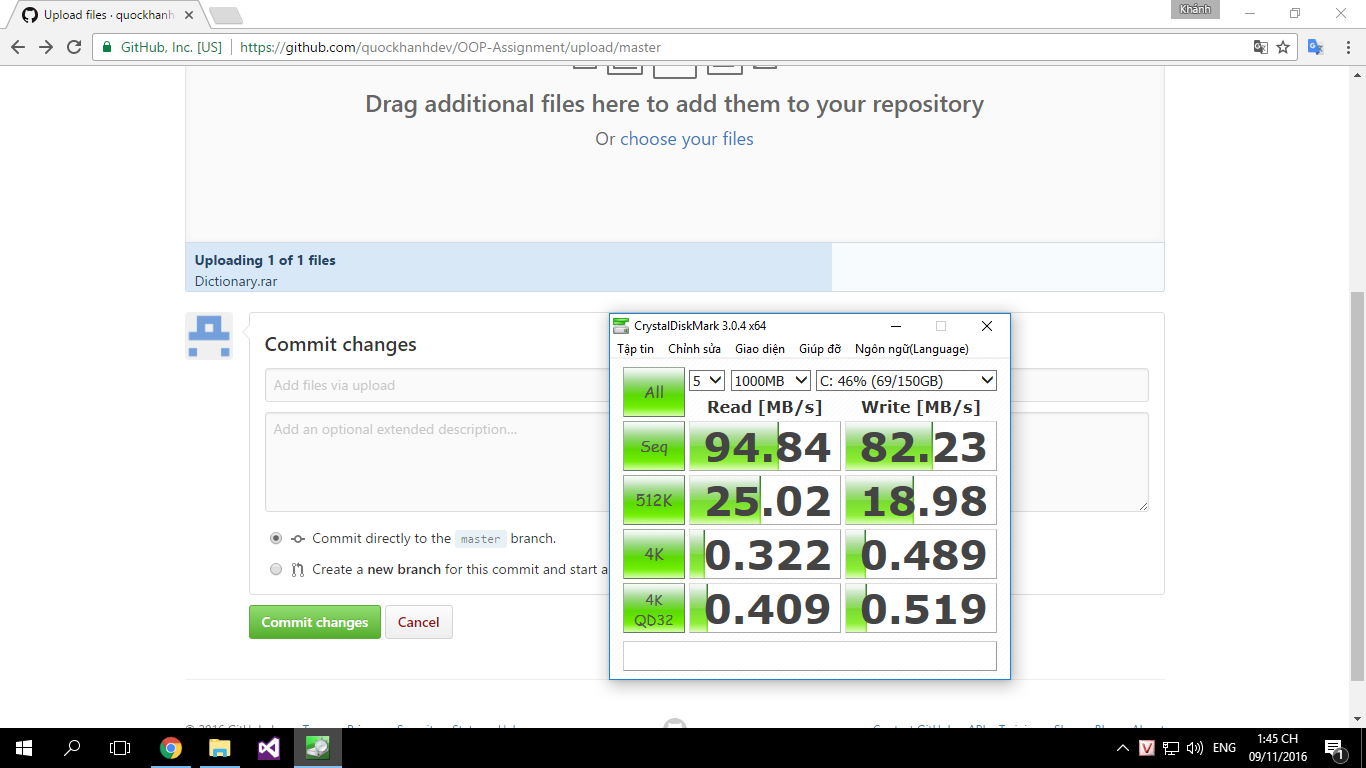 Upload files · quockhanh
Khánh
GitHub, Inc. [US]
https://github.com/quockhanhdev/OOP-Assignment/upload/master
Drag additional files here to add them to your repository
Or choose your files
Uploading 1 of 1 files
Dictionary.rar
Commit changes
Add files via upload
Add an optional extended description...
Commit directly to the master branch.
Create a new branch for this commit and start a
Commit changes
Cancel
CrystalDiskMark 3.0.4 x64
Tập tin Chỉnh sửa Giao diện Giúp đỡ Ngôn ngữ(Language)
All 5 1000MB C: 46% (69/150GB)
Read [MB/s] Write [MB/s]
Seq 94.84 82.23
512K 25.02 18.98
4K 0.322 0.489
4K QD32 0.409 0.519
ENG
1:45 CH
09/11/2016
1